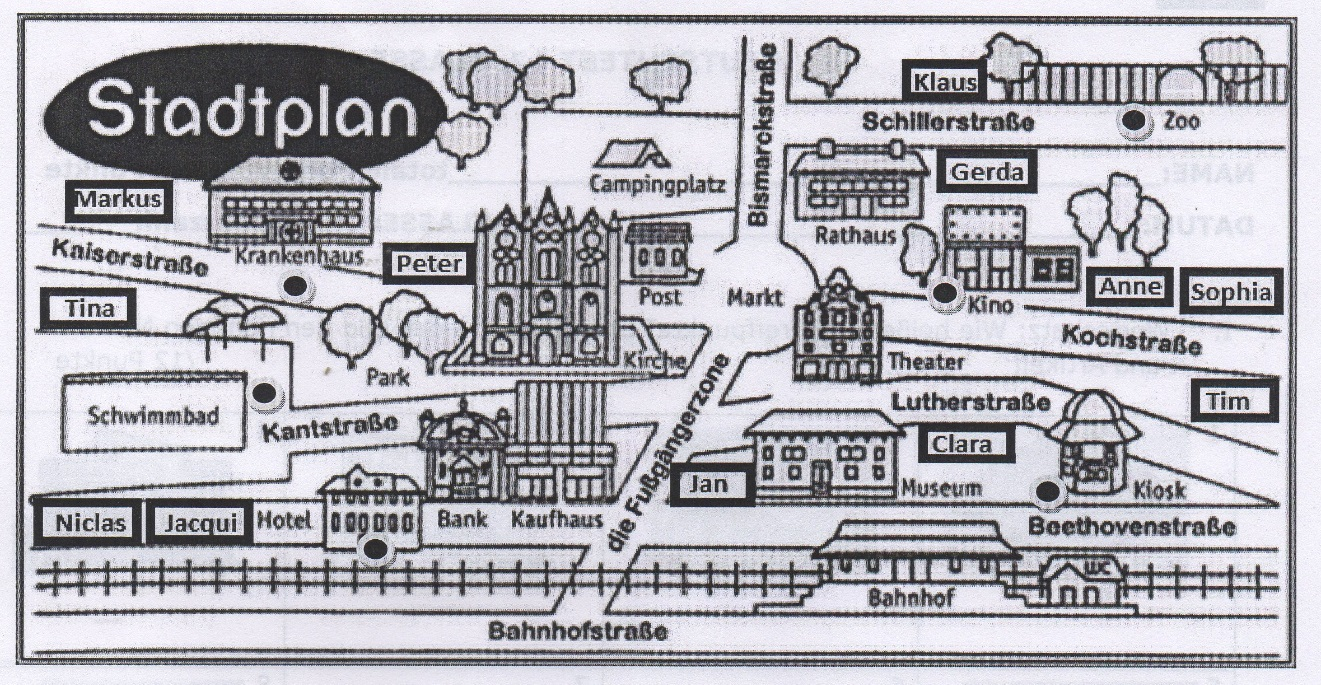 Stadtplan
Bismarckstraße
Klaus
Schillerstraße
Zoo
Campingplatz
Gerda
Markus
Rathaus
Krankenhaus
Kaiserstraße
Peter
Post
Markt
Kino
Anne
Sophia
Tina
Kochstraße
Kirche
Theater
Park
Schwimmbad
Kantstraße
Lutherstraße
Tim
Clara
die Fußgängerzone
Jan
Museum
Kiosk
Niclas
Jacqui
Hotel
Bank
Kaufhaus
Beethovenstraße
WC
Bahnhof
Bahnhofstraße